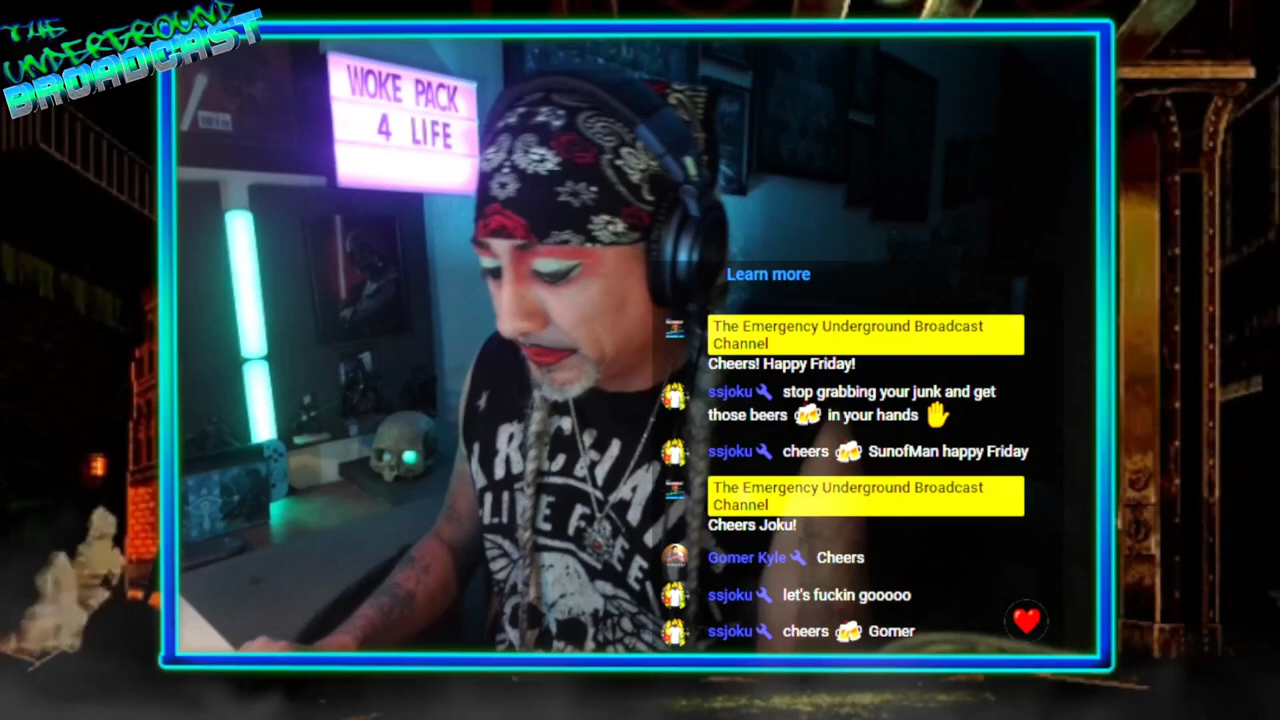 THE
UNDERGROUND
BROADCAST
WOKE PACK
4 LIFE
Learn more
The Emergency Underground Broadcast
Channel
Cheers! Happy Friday!
ssjoku stop grabbing your junk and get
those beers 🍻 in your hands ✋
ssjoku cheers 🍻 SunofMan happy Friday
The Emergency Underground Broadcast
Channel
Cheers Joku!
Gomer Kyle Cheers
ssjoku let's fuckin gooooo
ssjoku cheers 🍻 Gomer